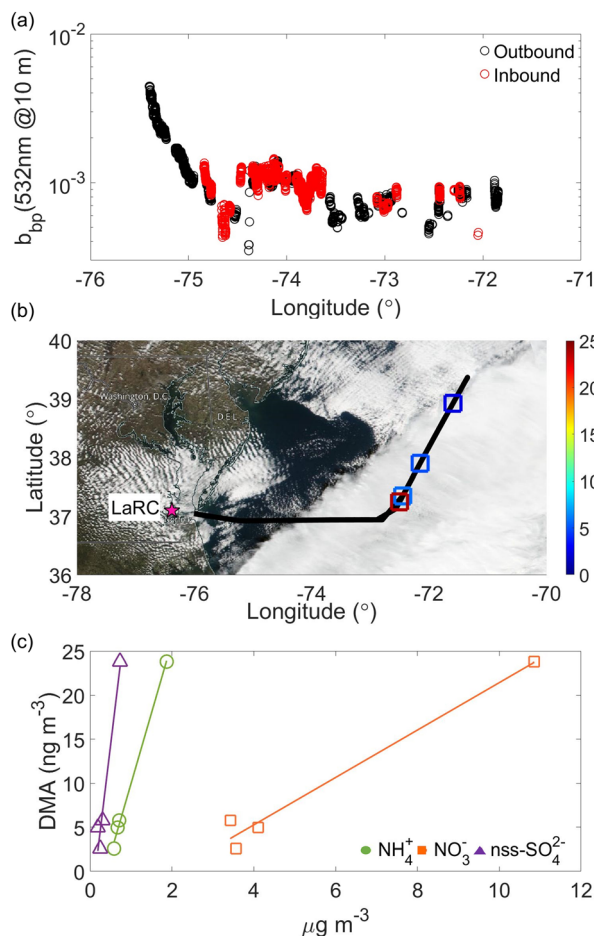 (a)
10^-2
10^-3
b_bp(532nm @10 m)
Outbound
Inbound
-76 -75 -74 -73 -72 -71
Longitude (°)
(b)
40
39
38
37
36
Latitude (°)
Washington, D.C.
DEL
LaRC
-78 -76 -74 -72 -70
Longitude (°)
25
20
15
10
5
0
(c)
25
20
15
10
5
0
DMA (ng m^-3)
NH4^+ NO3^- nss-SO4^2-
0 2 4 6 8 10 12
μg m^-3